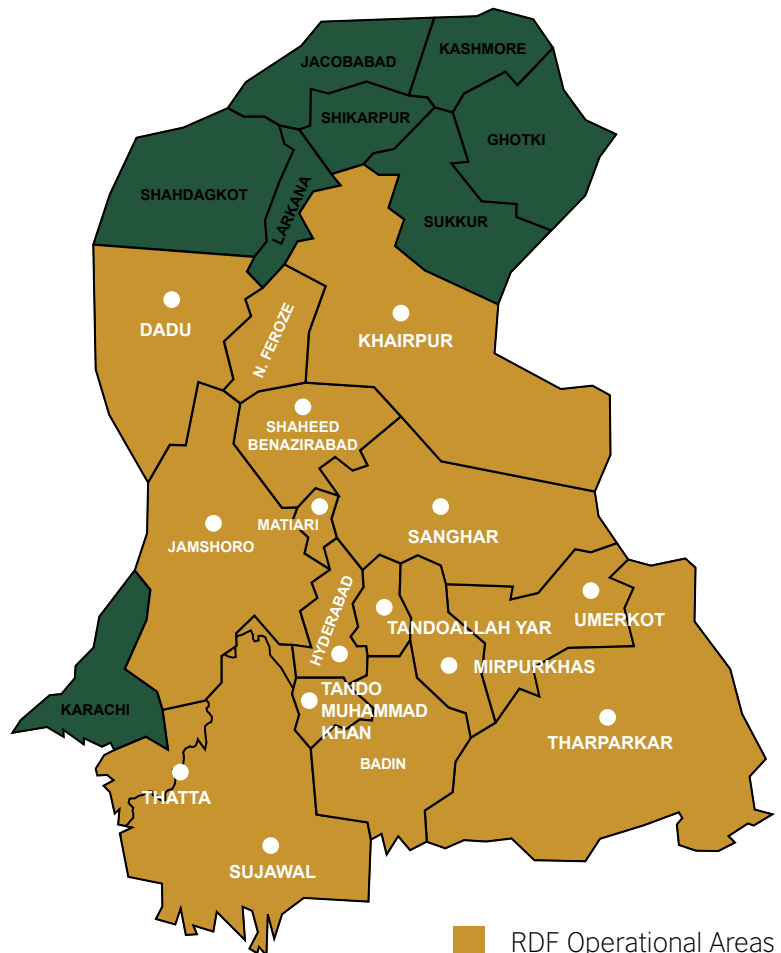 KASHMORE
JACOBABAD
SHIKARPUR
GHOTKI
SHAHDAGKOT
LARKANA
SUKKUR
DADU
N. FEROZE
KHAIRPUR
SHAHEED
BENAZIRABAD
MATIARI
SANGHAR
JAMSHORO
HYDERABAD
TANDOALLAH YAR
UMERKOT
MIRPURKHAS
TANDO
MUHAMMAD
KHAN
KARACHI
THARPARKAR
BADIN
THATTA
SUJAWAL
RDF Operational Areas